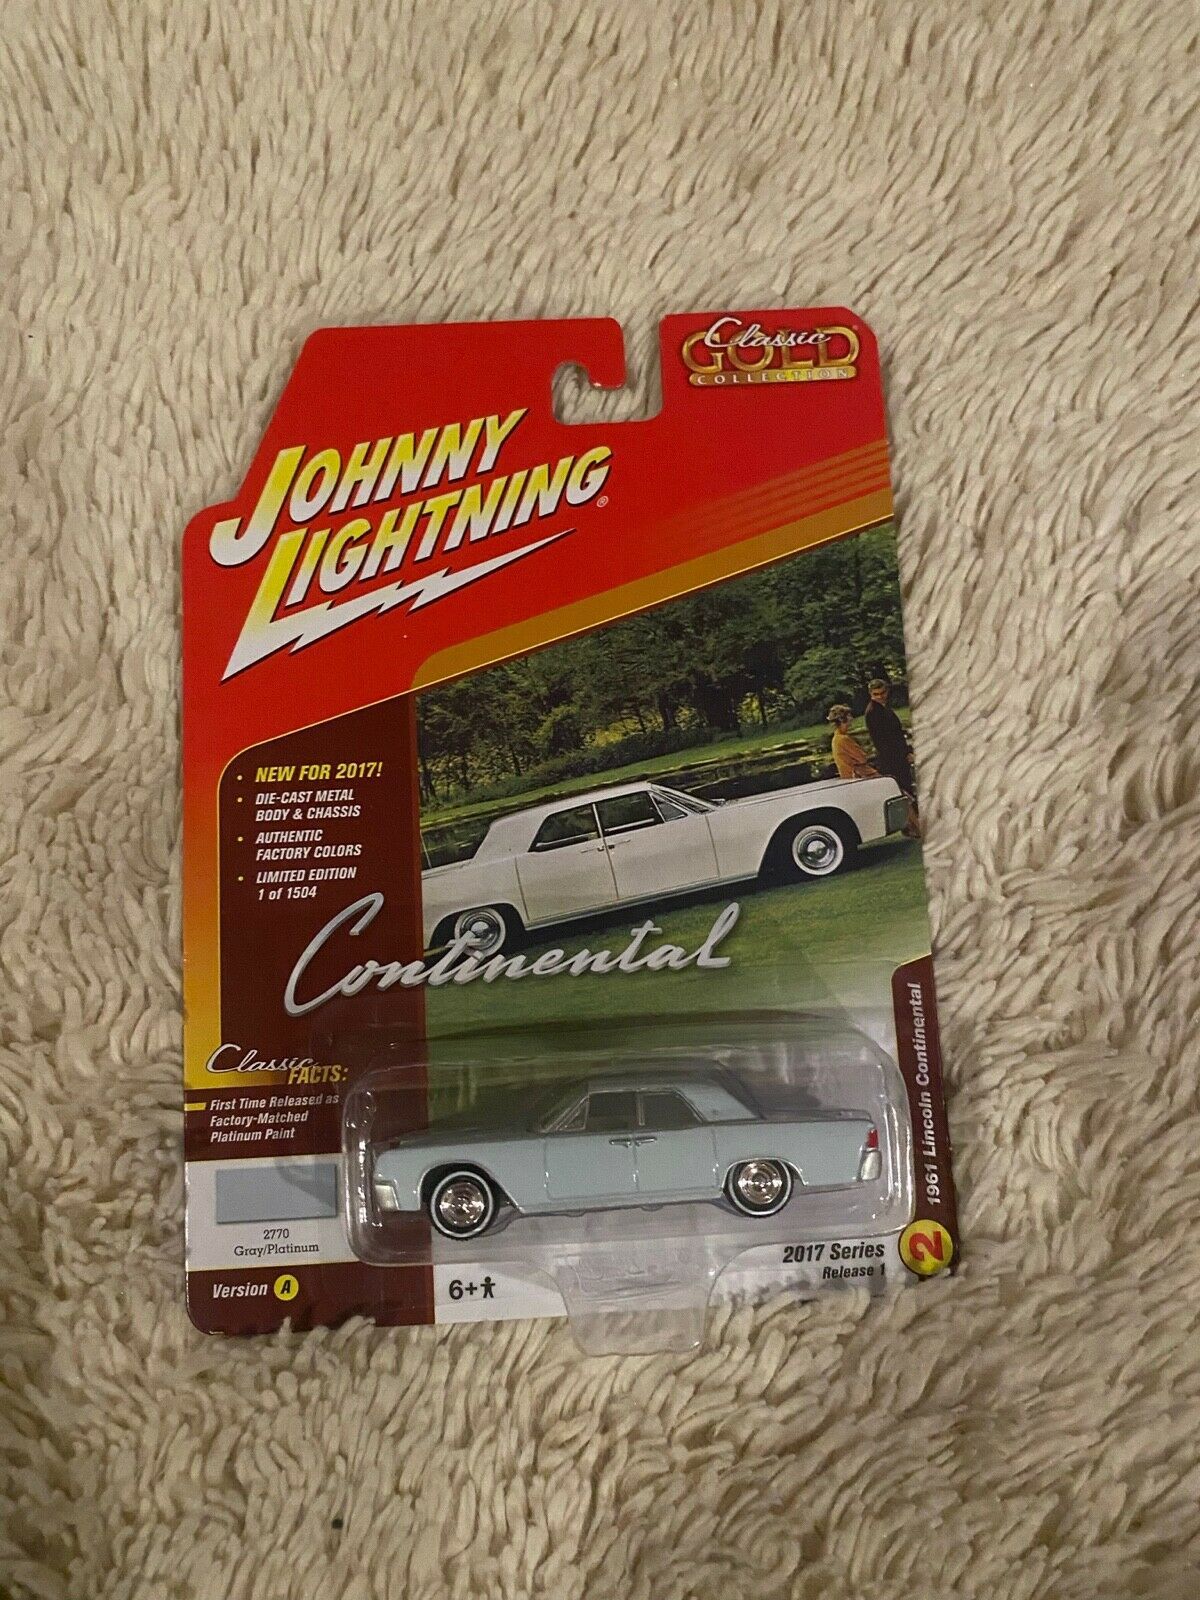 Classic
GOLD
COLLECTION
JOHNNY
LIGHTNING®
• NEW FOR 2017!
• DIE-CAST METAL
BODY & CHASSIS
• AUTHENTIC
FACTORY COLORS
• LIMITED EDITION
1 of 1504
Continental
Classic
FACTS:
First Time Released as
Factory-Matched
Platinum Paint
2770
Gray/Platinum
Version A
6+
2017 Series
Release 1
2
1961 Lincoln Continental